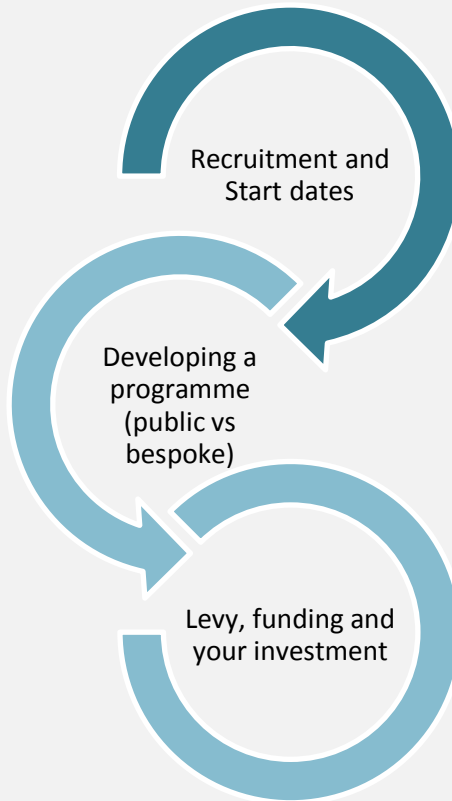 Recruitment and
Start dates
Developing a
programme
(public vs
bespoke)
Levy, funding and
your investment